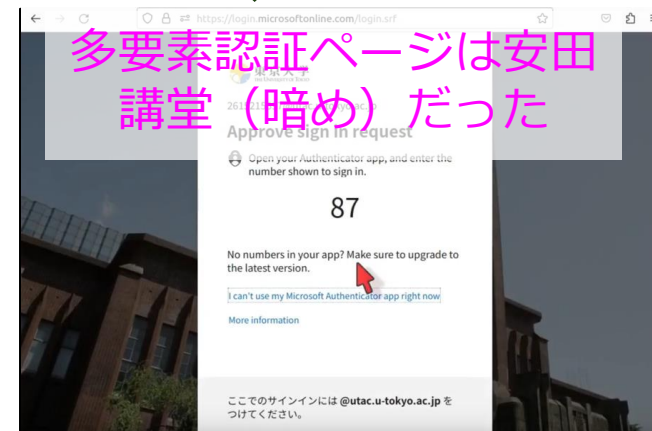 https://login.microsoftonline.com/login.srf
多要素認証ページは安田
講堂（暗め）だった
東京大学
Approve sign in request
Open your Authenticator app, and enter the
number shown to sign in.
87
No numbers in your app? Make sure to upgrade to
the latest version.
I can't use my Microsoft Authenticator app right now
More information
ここでのサインインには @utac.u-tokyo.ac.jp を
つけてください。